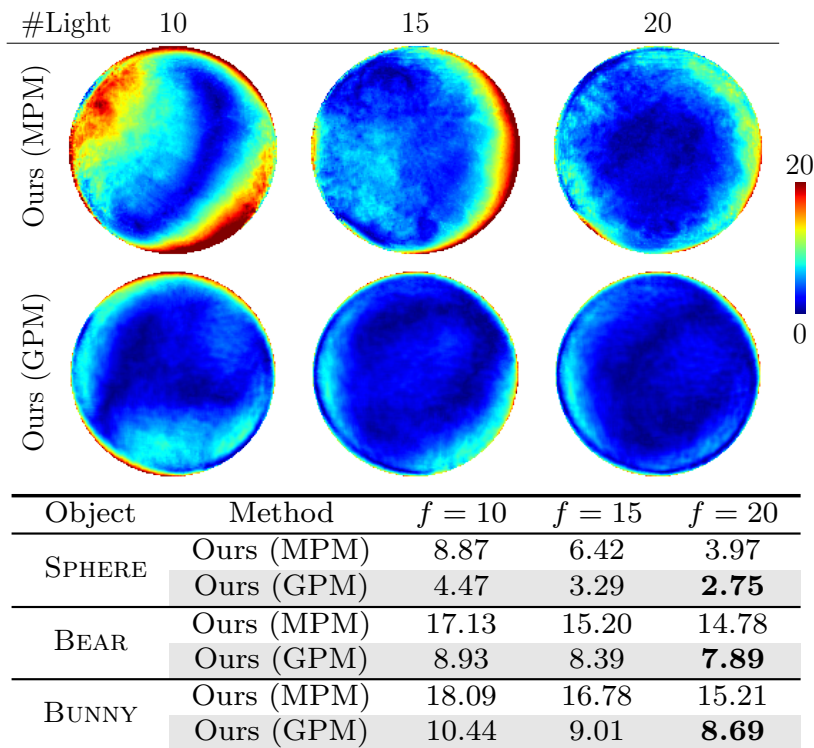 #Light 10 15 20
Ours (MPM)
20
0
Ours (GPM)
Object Method f = 10 f = 15 f = 20
SPHERE
Ours (MPM) 8.87 6.42 3.97
Ours (GPM) 4.47 3.29 2.75
BEAR
Ours (MPM) 17.13 15.20 14.78
Ours (GPM) 8.93 8.39 7.89
BUNNY
Ours (MPM) 18.09 16.78 15.21
Ours (GPM) 10.44 9.01 8.69